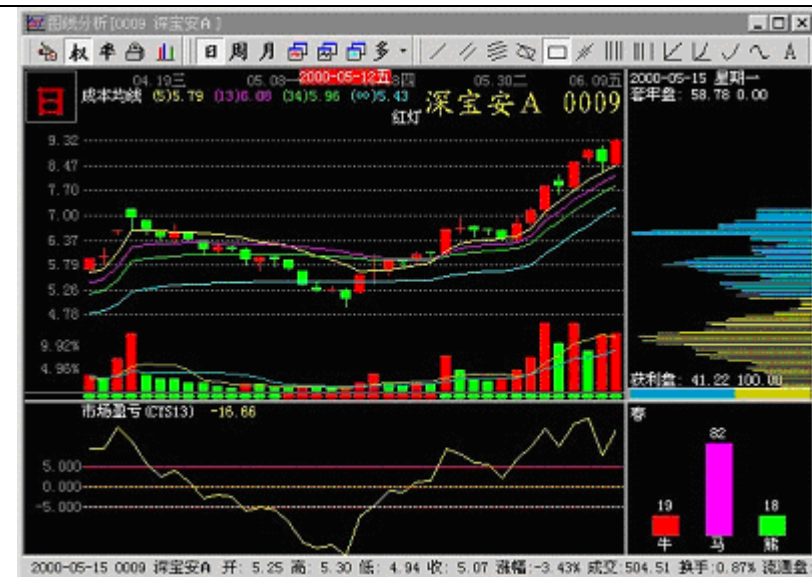 图线分析[0009 深宝安A ]
权 率 日 周 月 多 A
日
04.19三 05.08 2000-05-12五 8四 05.30二 06.09五
成本均线 (5)5.79 (13)6.08 (34)5.96 (∞)5.43
深宝安A 0009
红灯
2000-05-15 星期一
套牢盘: 58.78 0.00
9.32
8.47
7.70
7.00
6.37
5.79
5.26
4.78
9.92%
4.96%
获利盘: 41.22 100.00
市场盈亏(CYS13) -16.66
5.000
0.000
-5.000
春
82
19
18
牛 马 熊
2000-05-15 0009 深宝安A 开: 5.25 高: 5.30 低: 4.94 收: 5.07 涨幅:-3.43% 成交:504.51 换手:0.87% 流通盘